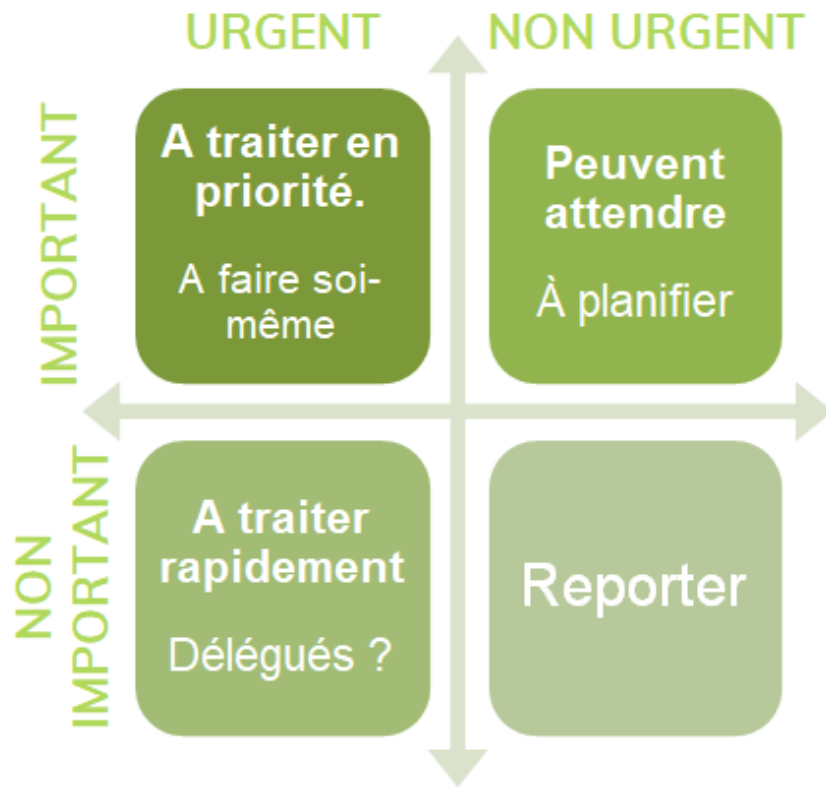 URGENT
NON URGENT
IMPORTANT
A traiter en
priorité.
A faire soi-
même
Peuvent
attendre
À planifier
NON
IMPORTANT
A traiter
rapidement
Délégués ?
Reporter